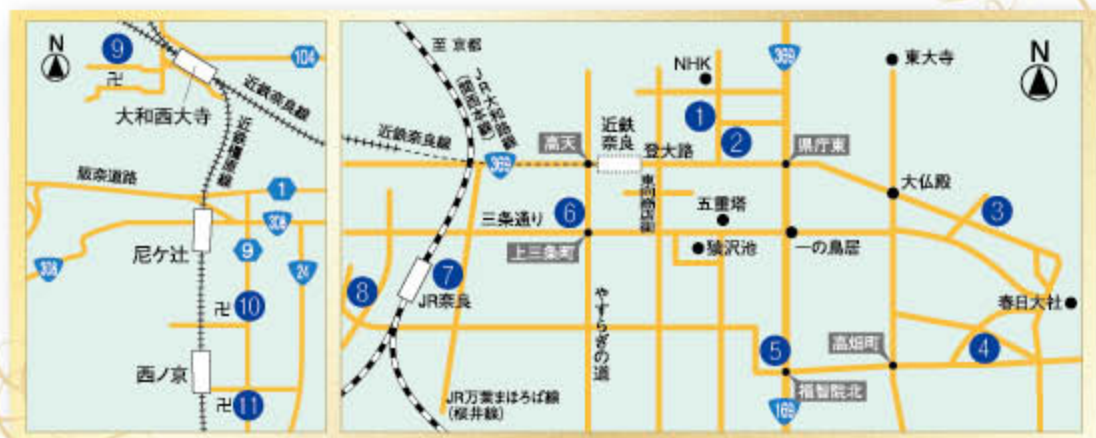 N
9
104
卍
大和西大寺
近鉄奈良線
近鉄橿原線
阪奈道路
1
308
尼ケ辻
308
9
24
卍
10
西ノ京
卍
11
至 京都
JR大和路線
(関西本線)
近鉄奈良線
369
高天
近鉄
奈良
NHK
1
2
登大路
369
県庁東
東大寺
N
大仏殿
3
三条通り
6
上三条町
東向商店街
五重塔
猿沢池
一の鳥居
春日大社
8
7
JR奈良
やすらぎの道
5
高畑町
4
福智院北
169
JR万葉まほろば線
(桜井線)